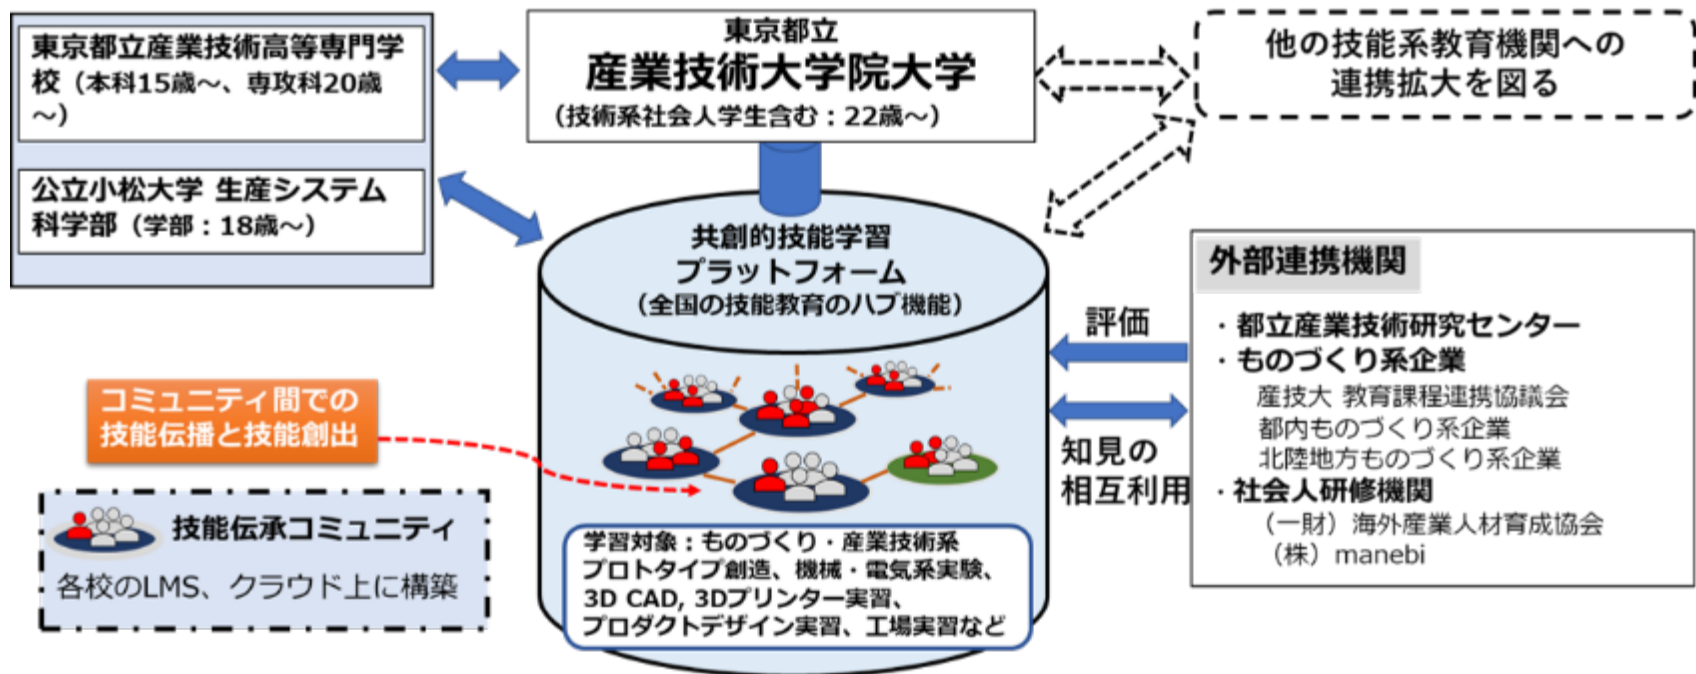 東京都立産業技術高等専門学
校（本科15歳～、専攻科20歳
～）
公立小松大学 生産システム
科学部（学部：18歳～）
東京都立
産業技術大学院大学
（技術系社会人学生含む：22歳～）
他の技能系教育機関への
連携拡大を図る
共創的技能学習
プラットフォーム
（全国の技能教育のハブ機能）
コミュニティ間での
技能伝播と技能創出
技能伝承コミュニティ
各校のLMS、クラウド上に構築
学習対象：ものづくり・産業技術系
プロトタイプ創造、機械・電気系実験、
3D CAD, 3Dプリンター実習、
プロダクトデザイン実習、工場実習など
評価
知見の
相互利用
外部連携機関
・都立産業技術研究センター
・ものづくり系企業
産技大 教育課程連携協議会
都内ものづくり系企業
北陸地方ものづくり系企業
・社会人研修機関
（一財）海外産業人材育成協会
（株）manebi